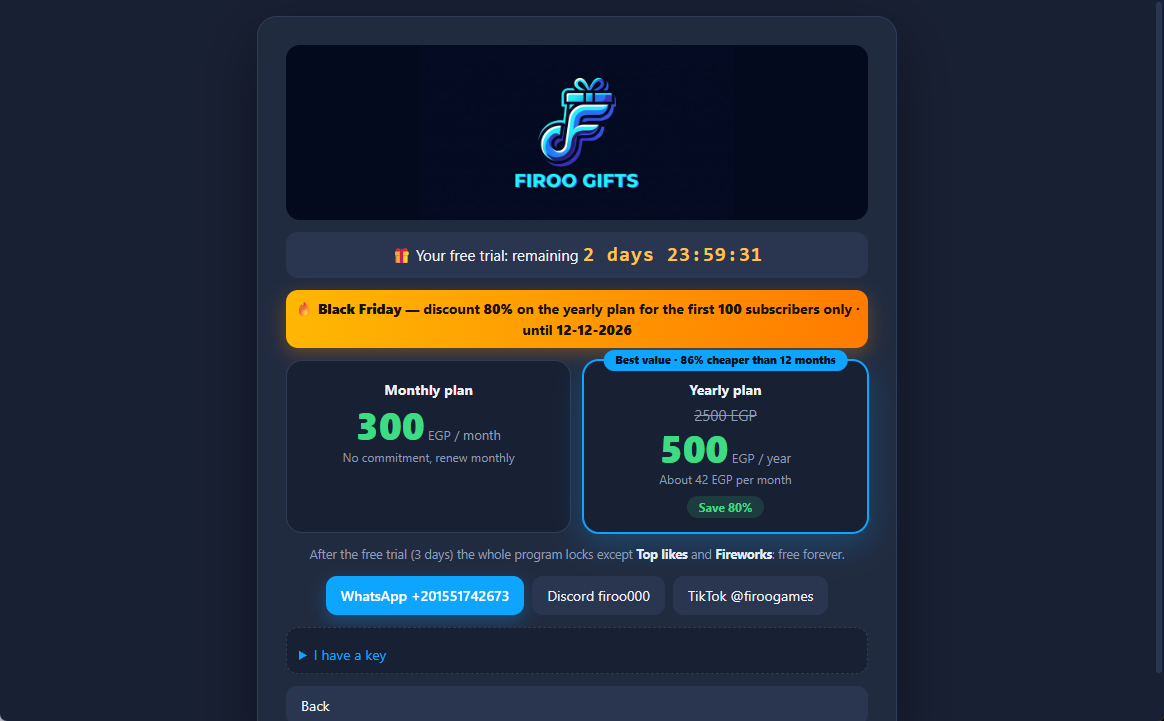 FIROO GIFTS
🎁 Your free trial: remaining 2 days 23:59:31
🔥 Black Friday — discount 80% on the yearly plan for the first 100 subscribers only ·
until 12-12-2026
Monthly plan
300 EGP / month
No commitment, renew monthly
Best value · 86% cheaper than 12 months
Yearly plan
2500 EGP
500 EGP / year
About 42 EGP per month
Save 80%
After the free trial (3 days) the whole program locks except Top likes and Fireworks: free forever.
WhatsApp +201551742673
Discord firoo000
TikTok @firoogames
▶ I have a key
Back